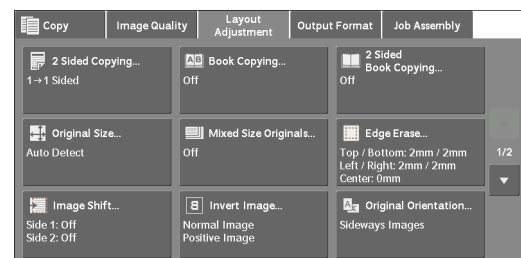 Copy
Image Quality
Layout
Adjustment
Output Format
Job Assembly
2 Sided Copying...
1→1 Sided
Book Copying...
Off
2 Sided
Book Copying...
Off
Original Size...
Auto Detect
Mixed Size Originals...
Off
Edge Erase...
Top / Bottom: 2mm / 2mm
Left / Right: 2mm / 2mm
Center: 0mm
1/2
Image Shift...
Side 1: Off
Side 2: Off
Invert Image...
Normal Image
Positive Image
Original Orientation...
Sideways Images